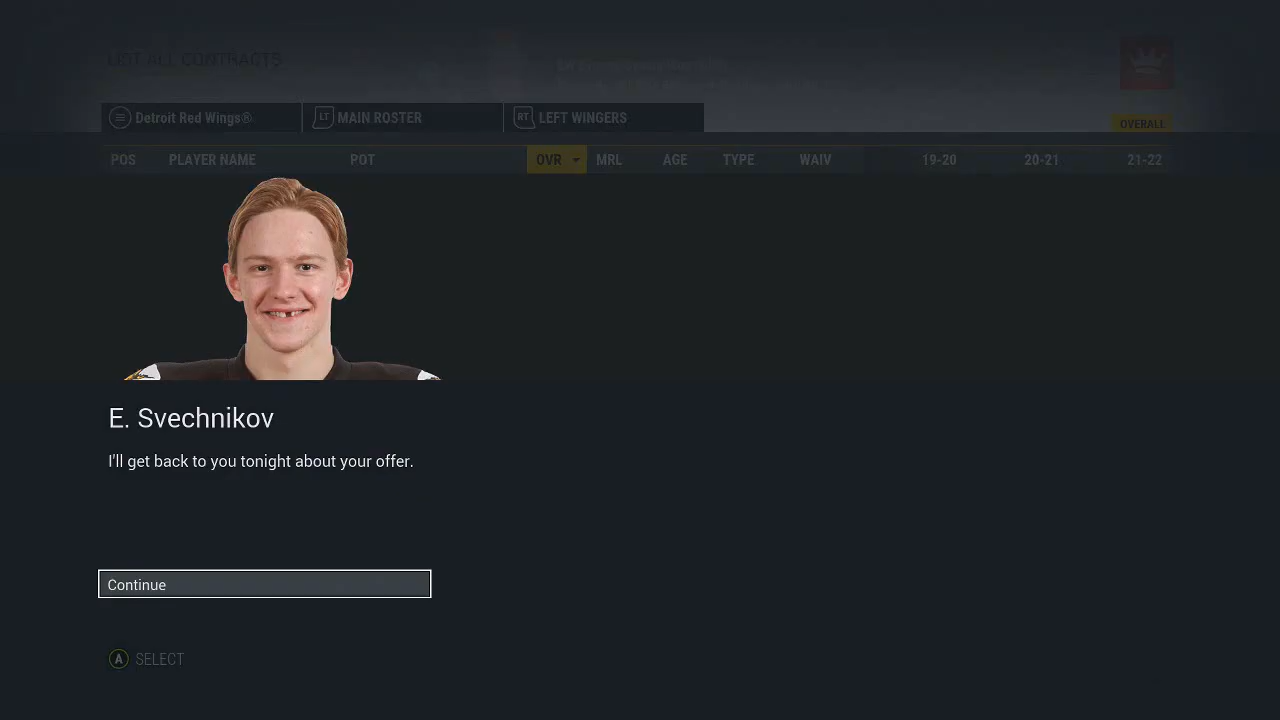 LIST ALL CONTRACTS
Detroit Red Wings®
LT MAIN ROSTER
RT LEFT WINGERS
OVERALL
POS PLAYER NAME POT OVR MRL AGE TYPE WAIV 19-20 20-21 21-22
E. Svechnikov
I'll get back to you tonight about your offer.
Continue
A SELECT